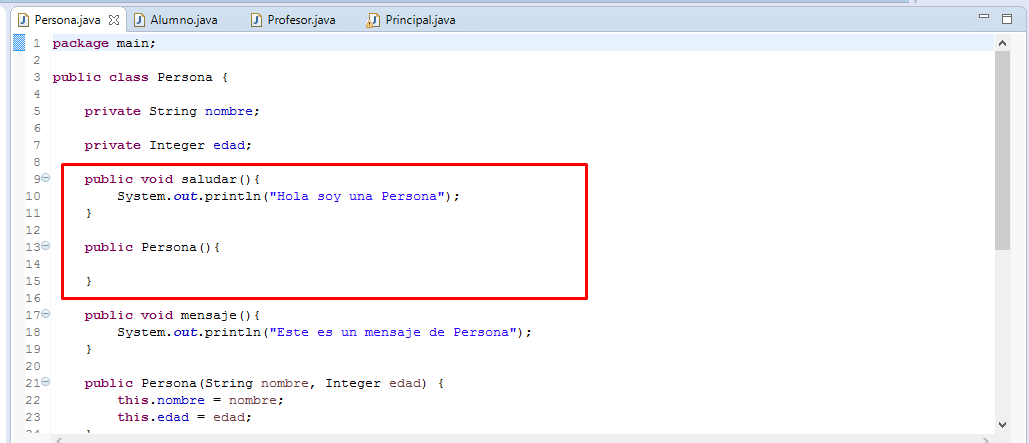 Persona.java Alumno.java Profesor.java Principal.java
1 package main;
2
3 public class Persona {
4
5 private String nombre;
6
7 private Integer edad;
8
9 public void saludar(){
10 System.out.println("Hola soy una Persona");
11 }
12
13 public Persona(){
14
15 }
16
17 public void mensaje(){
18 System.out.println("Este es un mensaje de Persona");
19 }
20
21 public Persona(String nombre, Integer edad) {
22 this.nombre = nombre;
23 this.edad = edad;